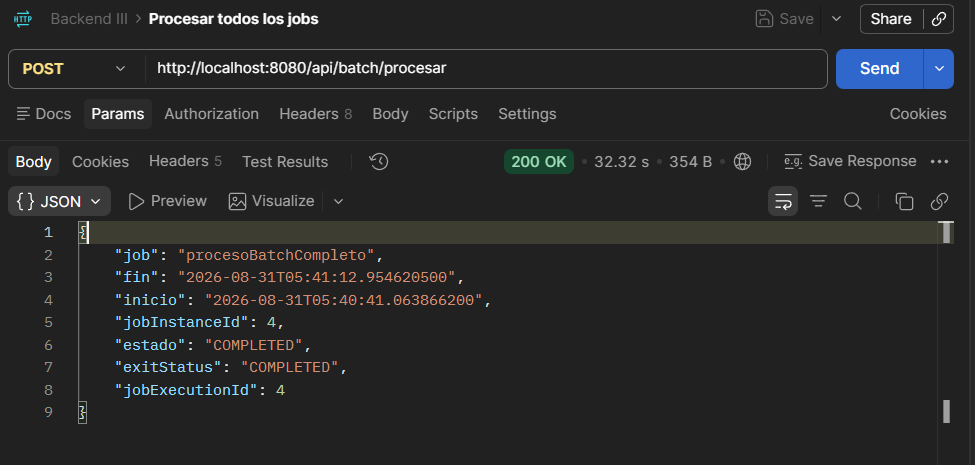 HTTP Backend III > Procesar todos los jobs Save Share
POST http://localhost:8080/api/batch/procesar Send
Docs Params Authorization Headers 8 Body Scripts Settings Cookies
Body Cookies Headers 5 Test Results 200 OK • 32.32 s • 354 B • e.g. Save Response
{} JSON Preview Visualize
1 {
2 "job": "procesoBatchCompleto",
3 "fin": "2026-08-31T05:41:12.954620500",
4 "inicio": "2026-08-31T05:40:41.063866200",
5 "jobInstanceId": 4,
6 "estado": "COMPLETED",
7 "exitStatus": "COMPLETED",
8 "jobExecutionId": 4
9 }